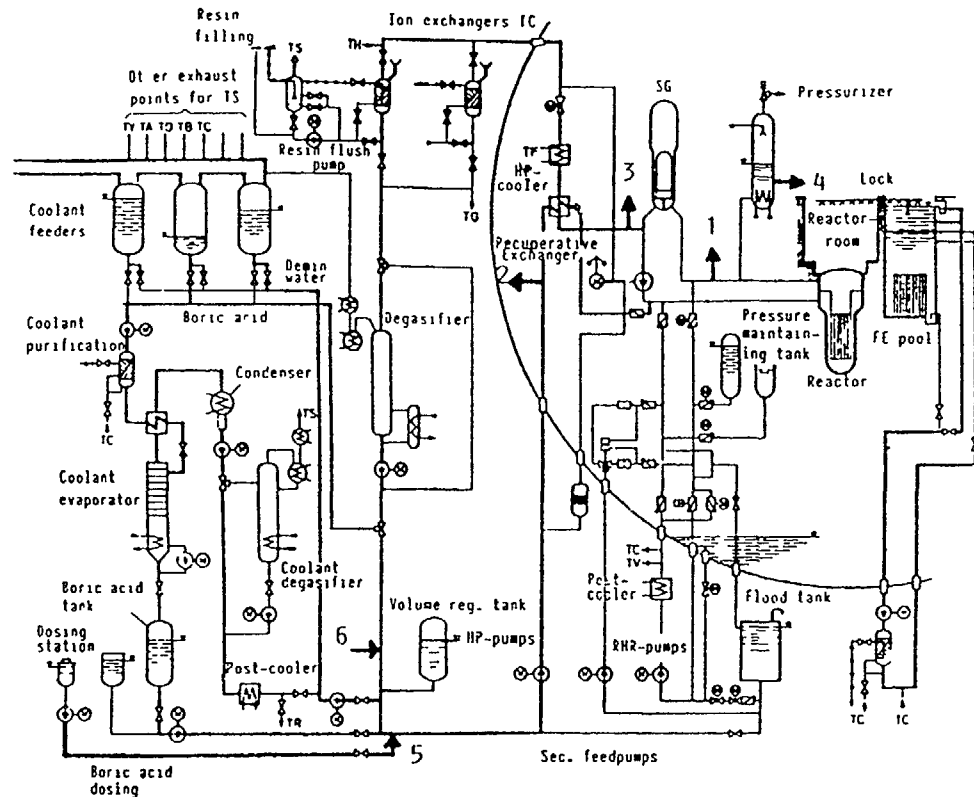 Resin
filling
TS
Ion exchangers TC
TH
Ot er exhaust
points for TS
TY TA TD TB TC
Resin flush
pump
TG
TF
HP-
cooler
SG
Pressurizer
3
4
Lock
Reactor
room
1
Recuperative
Exchanger
2
Coolant
feeders
Demin
water
Boric acid
Degasifier
Pressure
maintain-
ing tank
FE pool
Reactor
Coolant
purification
TC
Condenser
TS
Coolant
evaporator
Coolant
degasifier
TC
TV
Post-
cooler
Flood tank
Boric acid
tank
Dosing
station
Volume reg. tank
HP-pumps
6
RHR-pumps
Post-cooler
TR
TC
TC
5
Sec. feedpumps
Boric acid
dosing